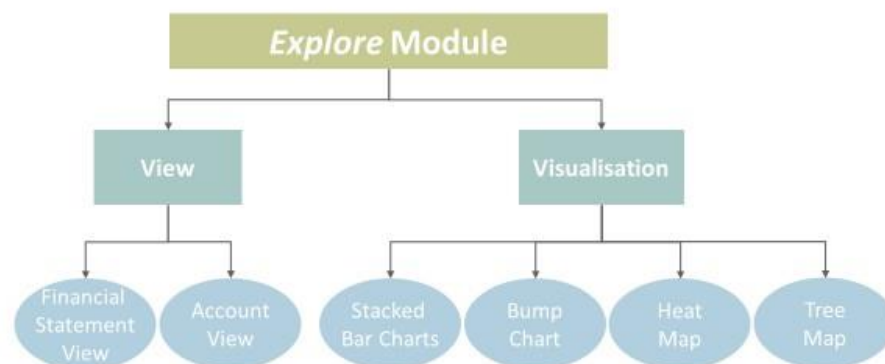 Explore Module
View
Visualisation
Financial
Statement
View
Account
View
Stacked
Bar Charts
Bump
Chart
Heat
Map
Tree
Map